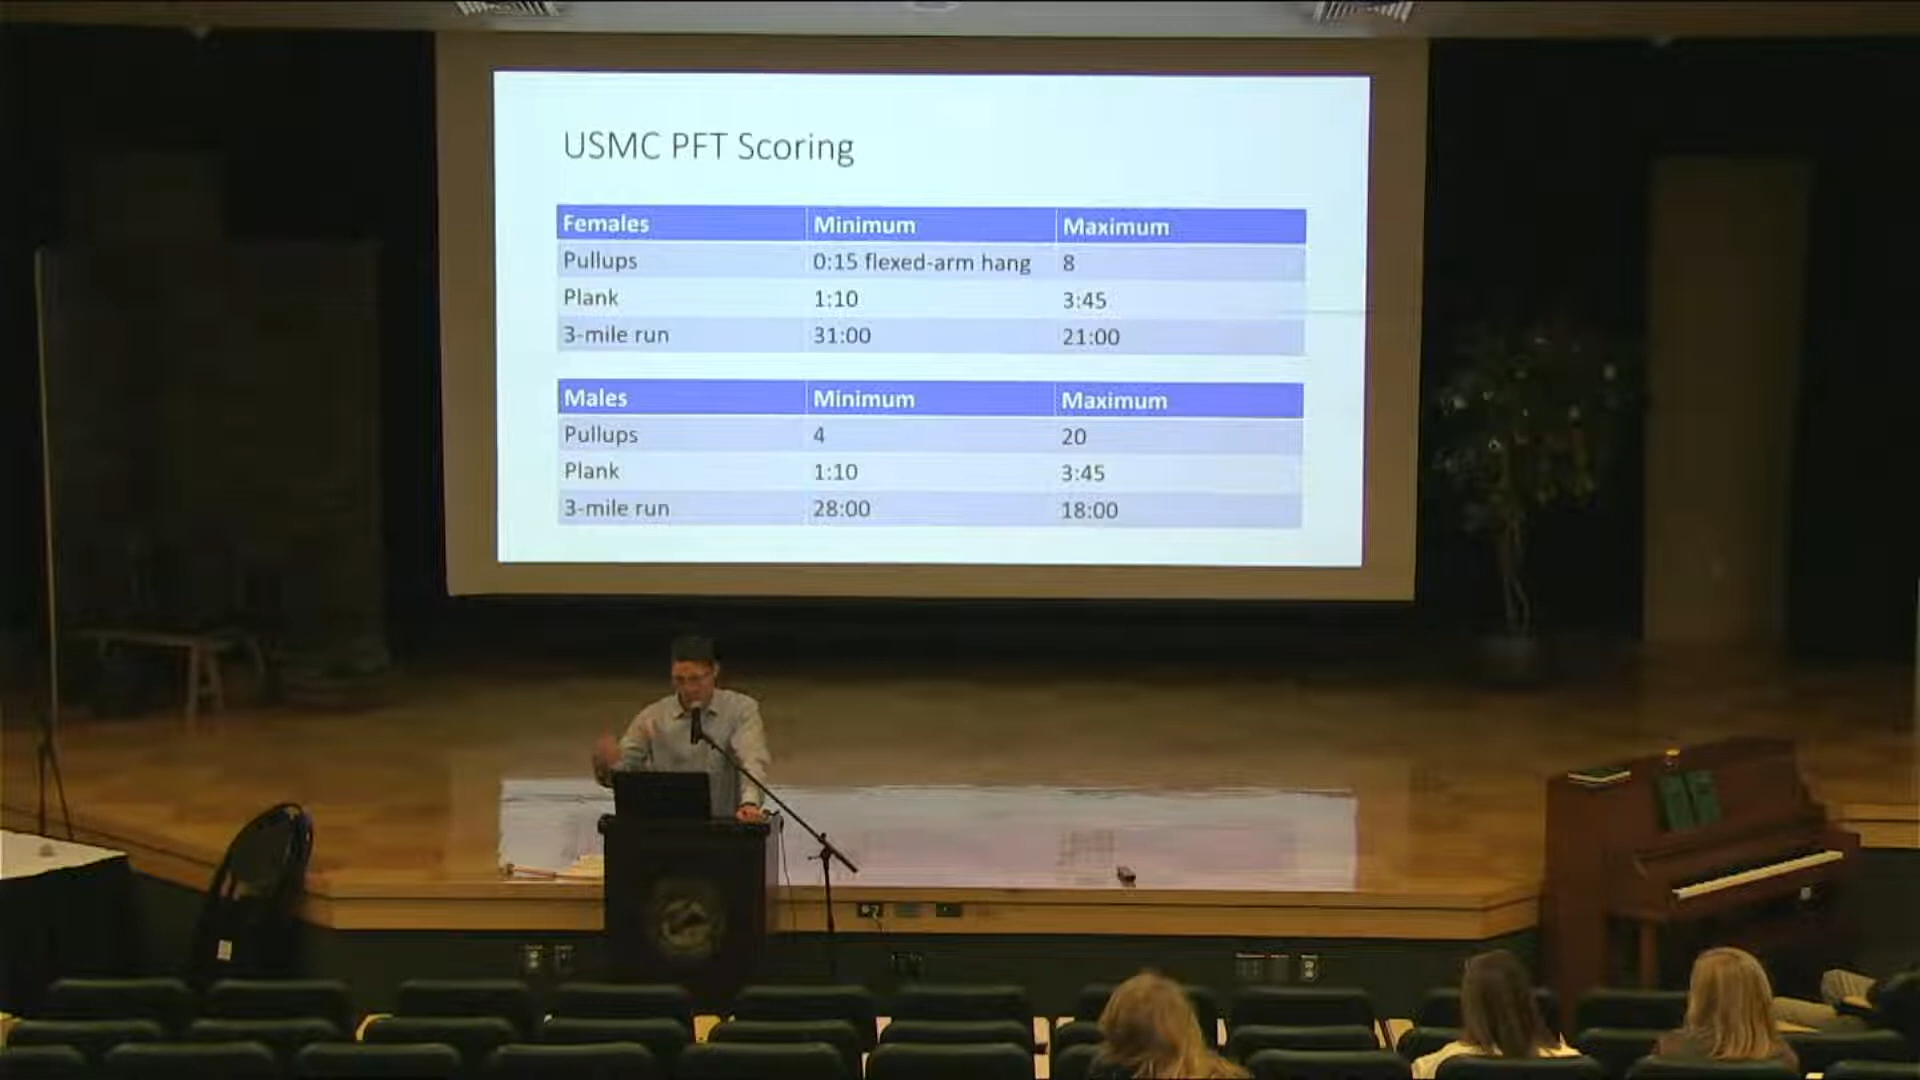 USMC PFT Scoring
Females Minimum Maximum
Pullups 0:15 flexed-arm hang 8
Plank 1:10 3:45
3-mile run 31:00 21:00
Males Minimum Maximum
Pullups 4 20
Plank 1:10 3:45
3-mile run 28:00 18:00